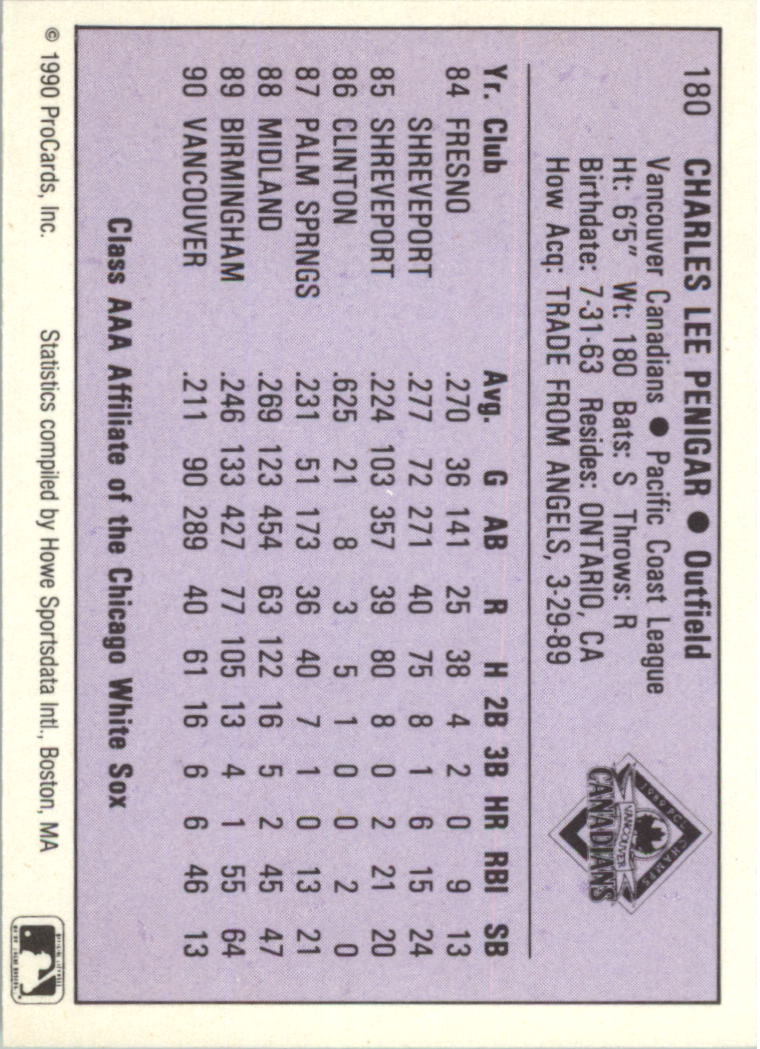 180 CHARLES LEE PENIGAR ● Outfield
Vancouver Canadians ● Pacific Coast League
Ht: 6'5" Wt: 180 Bats: S Throws: R
Birthdate: 7-31-63 Resides: ONTARIO, CA
How Acq: TRADE FROM ANGELS, 3-29-89
1989 PCL CHAMPS
VANCOUVER
CANADIANS
Yr. Club Avg. G AB R H 2B 3B HR RBI SB
84 FRESNO .270 36 141 25 38 4 2 0 9 13
SHREVEPORT .277 72 271 40 75 8 1 6 15 24
85 SHREVEPORT .224 103 357 39 80 8 0 2 21 20
86 CLINTON .625 21 8 3 5 1 0 0 2 0
87 PALM SPRNGS .231 51 173 36 40 7 1 0 13 21
88 MIDLAND .269 123 454 63 122 16 5 2 45 47
89 BIRMINGHAM .246 133 427 77 105 13 4 1 55 64
90 VANCOUVER .211 90 289 40 61 16 6 6 46 13
Class AAA Affiliate of the Chicago White Sox
© 1990 ProCards, Inc. Statistics compiled by Howe Sportsdata Intl., Boston, MA